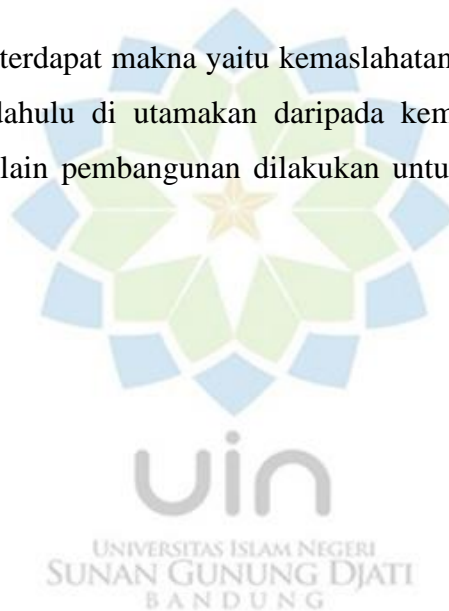 terdapat makna yaitu kemaslahatan
dahulu di utamakan daripada kem
lain pembangunan dilakukan untu
uin
UNIVERSITAS ISLAM NEGERI
SUNAN GUNUNG DJATI
BANDUNG